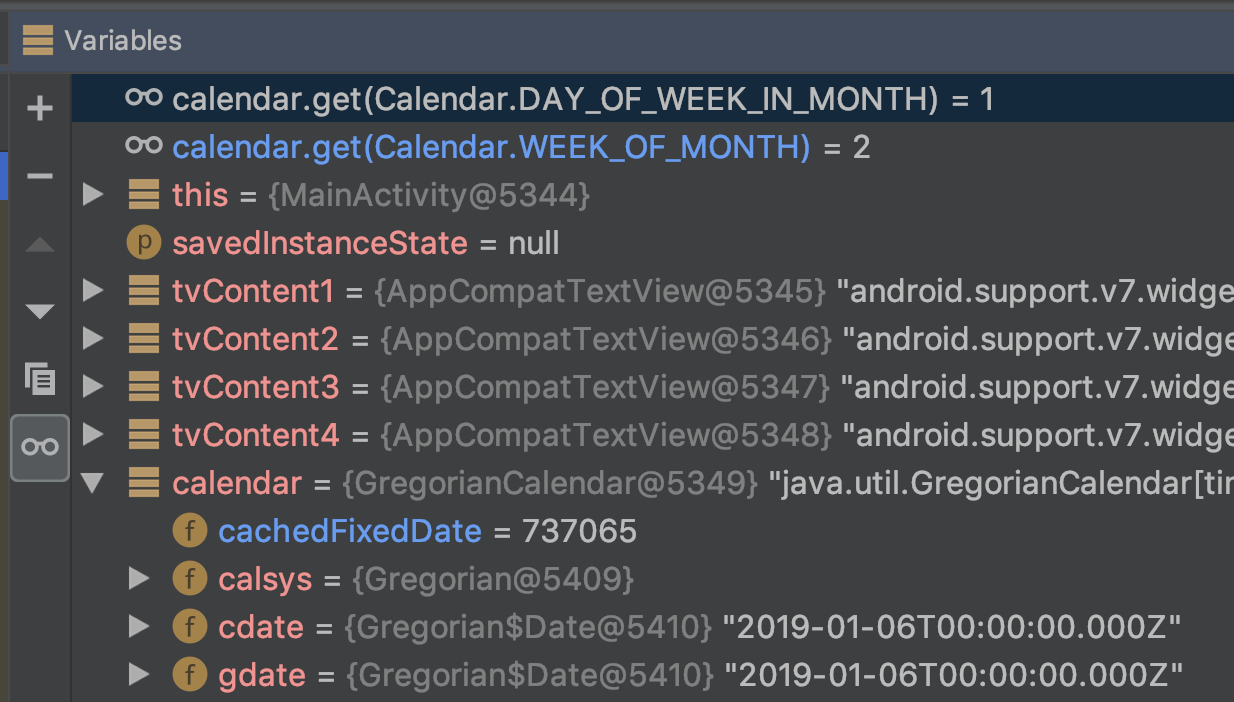 Variables
calendar.get(Calendar.DAY_OF_WEEK_IN_MONTH) = 1
calendar.get(Calendar.WEEK_OF_MONTH) = 2
this = {MainActivity@5344}
p savedInstanceState = null
tvContent1 = {AppCompatTextView@5345} "android.support.v7.widge
tvContent2 = {AppCompatTextView@5346} "android.support.v7.widge
tvContent3 = {AppCompatTextView@5347} "android.support.v7.widge
tvContent4 = {AppCompatTextView@5348} "android.support.v7.widge
calendar = {GregorianCalendar@5349} "java.util.GregorianCalendar[tir
f cachedFixedDate = 737065
f calsys = {Gregorian@5409}
f cdate = {Gregorian$Date@5410} "2019-01-06T00:00:00.000Z"
f gdate = {Gregorian$Date@5410} "2019-01-06T00:00:00.000Z"